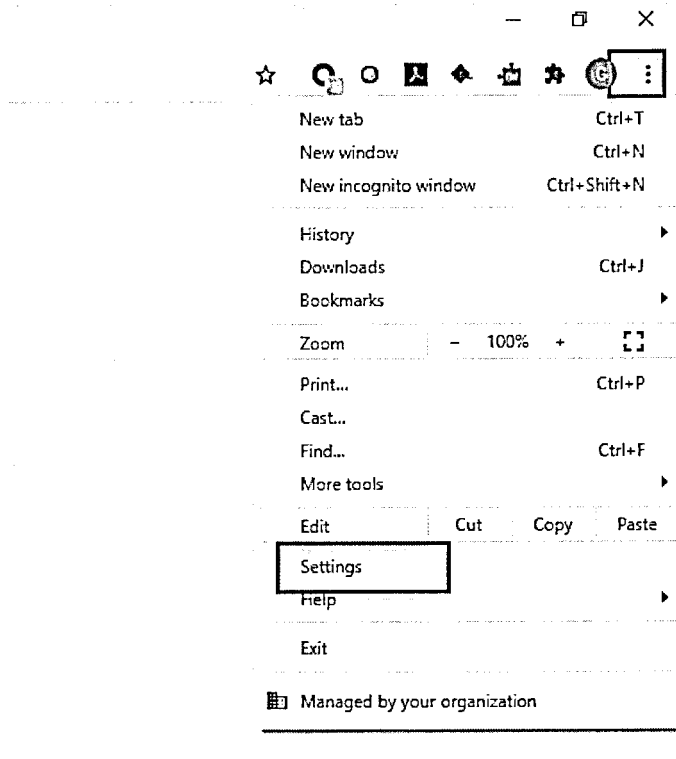 New tab Ctrl+T
New window Ctrl+N
New incognito window Ctrl+Shift+N
History
Downloads Ctrl+J
Bookmarks
Zoom - 100% +
Print... Ctrl+P
Cast...
Find... Ctrl+F
More tools
Edit Cut Copy Paste
Settings
Help
Exit
Managed by your organization